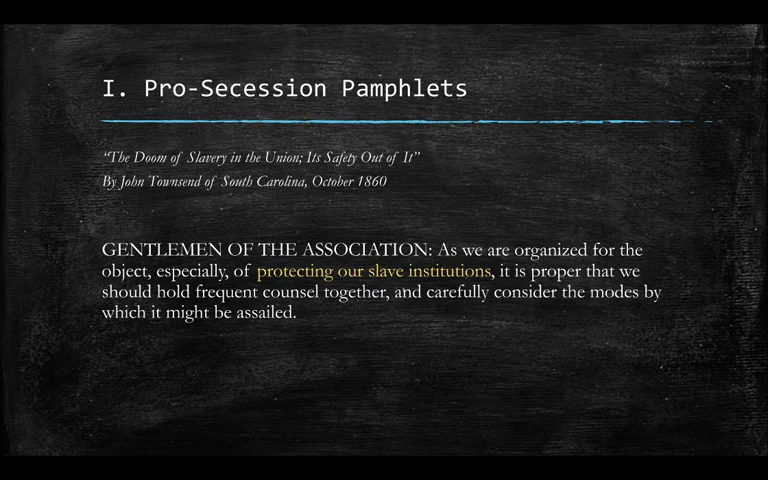 I. Pro-Secession Pamphlets
“The Doom of Slavery in the Union; Its Safety Out of It”
By John Townsend of South Carolina, October 1860
GENTLEMEN OF THE ASSOCIATION: As we are organized for the
object, especially, of protecting our slave institutions, it is proper that we
should hold frequent counsel together, and carefully consider the modes by
which it might be assailed.